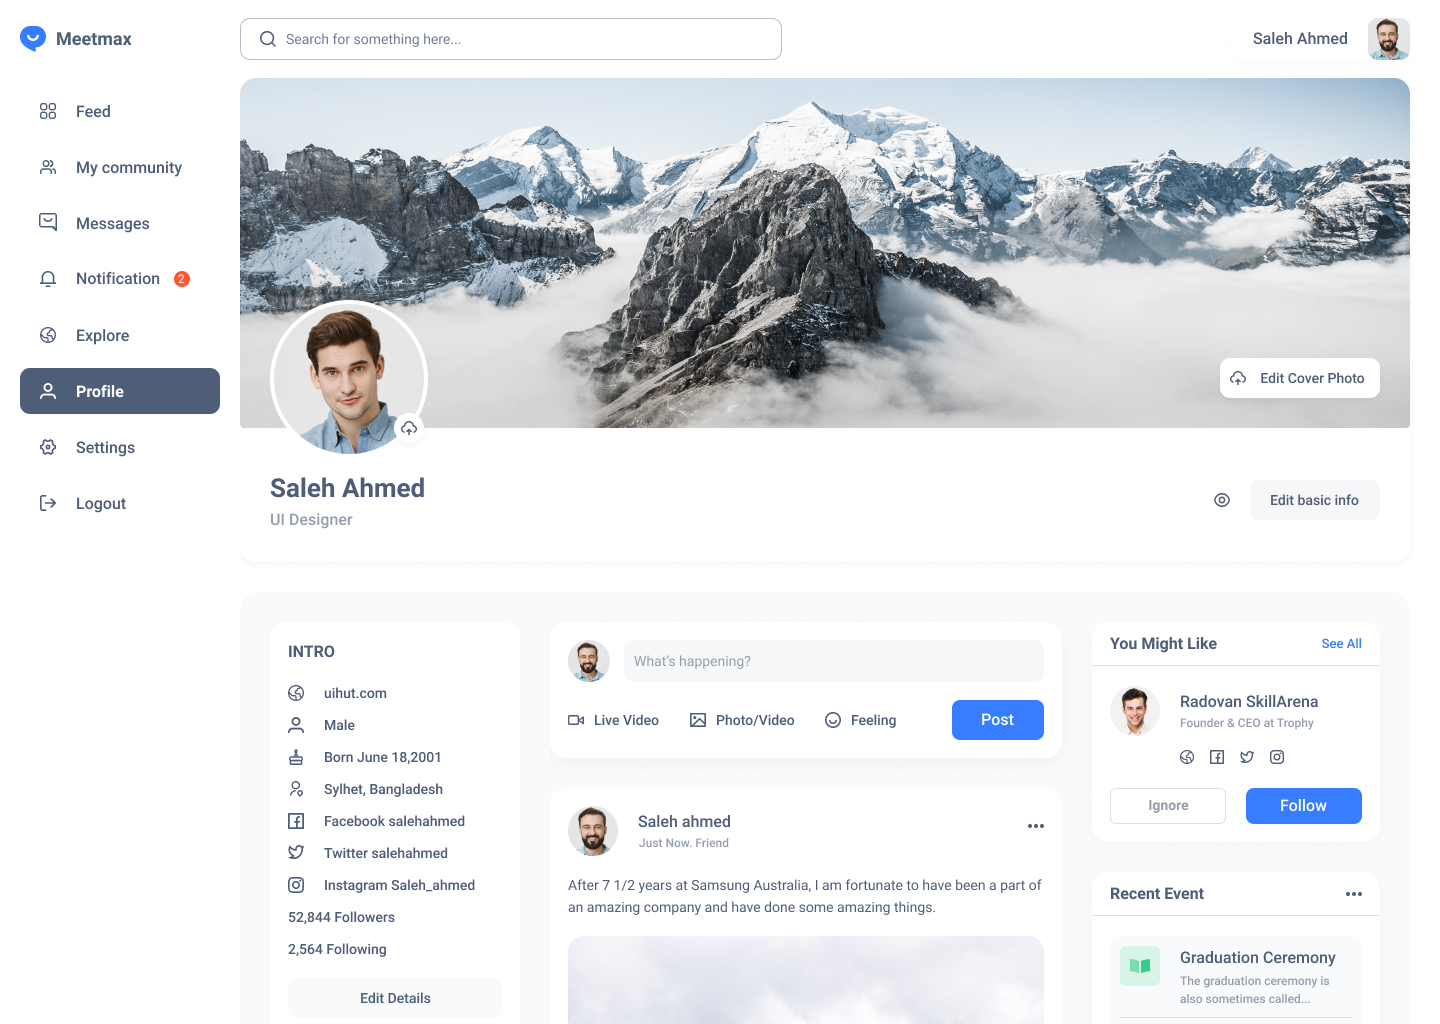 Meetmax
Search for something here...
Saleh Ahmed
Feed
My community
Messages
Notification 2
Explore
Profile
Settings
Logout
Edit Cover Photo
Saleh Ahmed
UI Designer
Edit basic info
INTRO
uihut.com
Male
Born June 18,2001
Sylhet, Bangladesh
Facebook salehahmed
Twitter salehahmed
Instagram Saleh_ahmed
52,844 Followers
2,564 Following
Edit Details
What's happening?
Live Video
Photo/Video
Feeling
Post
Saleh ahmed
Just Now. Friend
After 7 1/2 years at Samsung Australia, I am fortunate to have been a part of
an amazing company and have done some amazing things.
You Might Like
See All
Radovan SkillArena
Founder & CEO at Trophy
Ignore
Follow
Recent Event
Graduation Ceremony
The graduation ceremony is
also sometimes called...